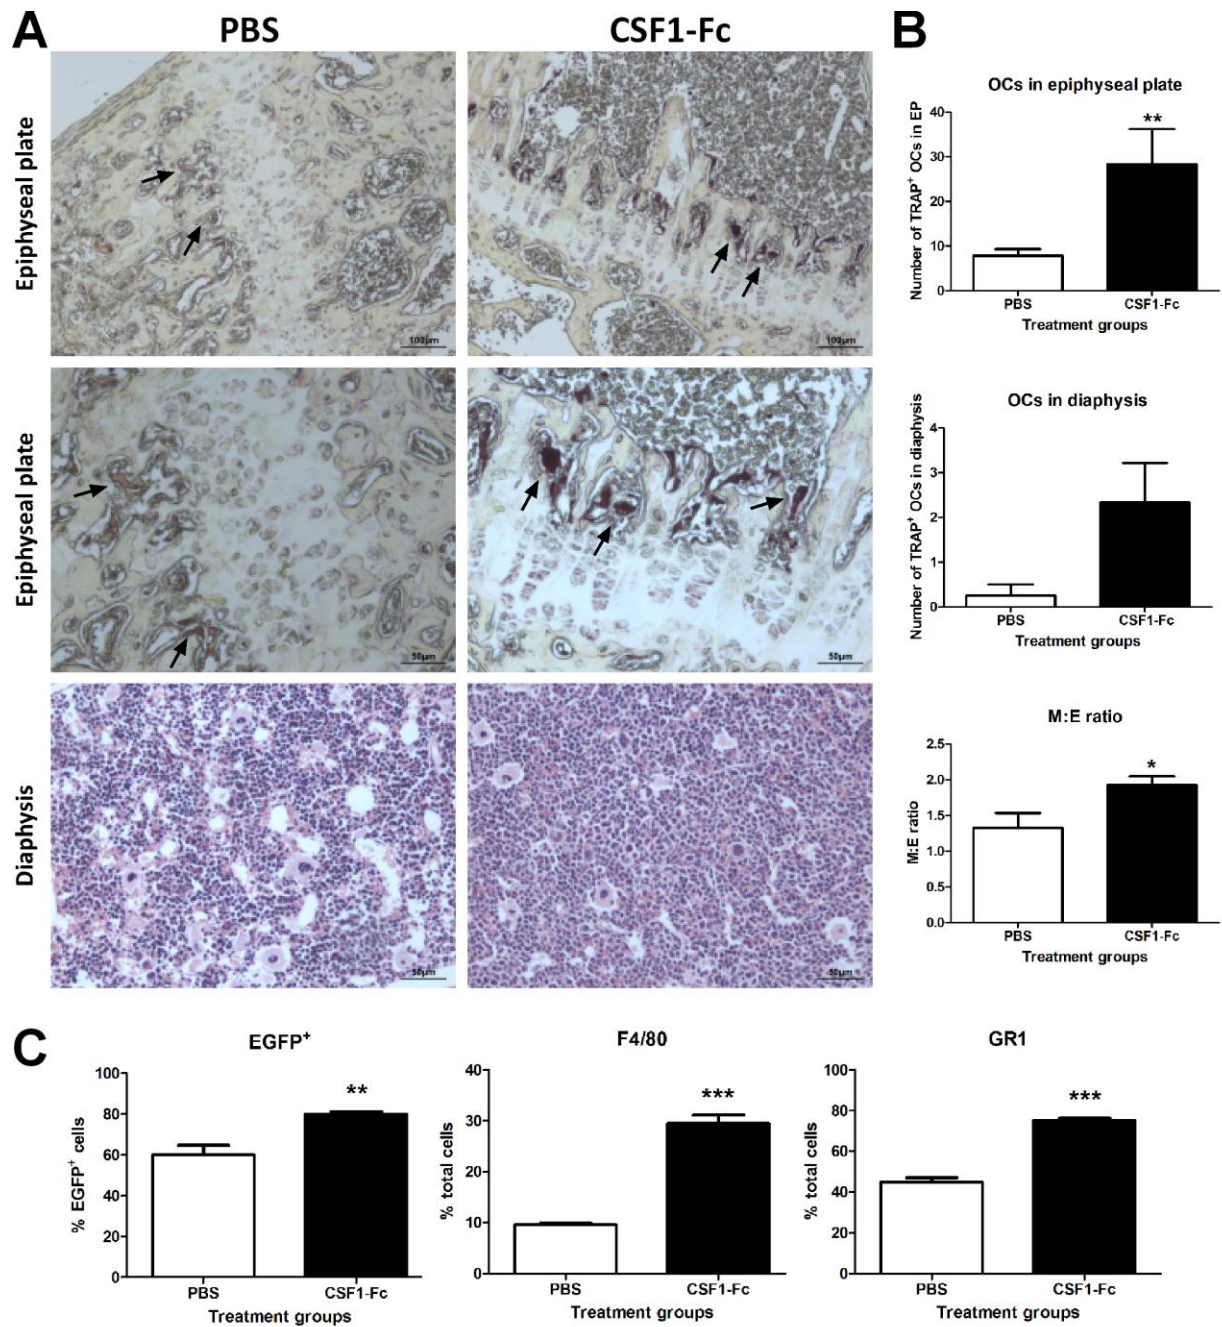 A
PBS
CSF1-Fc
B
Epiphyseal plate
100µm
100µm
Epiphyseal plate
50µm
50µm
Diaphysis
50µm
50µm
OCs in epiphyseal plate
Number of TRAP⁺ OCs in EP
40
30
20
10
0
**
PBS
CSF1-Fc
Treatment groups
OCs in diaphysis
Number of TRAP⁺ OCs in diaphysis
4
3
2
1
0
PBS
CSF1-Fc
Treatment groups
M:E ratio
M:E ratio
2.5
2.0
1.5
1.0
0.5
0.0
*
PBS
CSF1-Fc
Treatment groups
C
EGFP⁺
% EGFP⁺ cells
100
80
60
40
20
0
**
PBS
CSF1-Fc
Treatment groups
F4/80
% total cells
40
30
20
10
0
***
PBS
CSF1-Fc
Treatment groups
GR1
% total cells
100
80
60
40
20
0
***
PBS
CSF1-Fc
Treatment groups